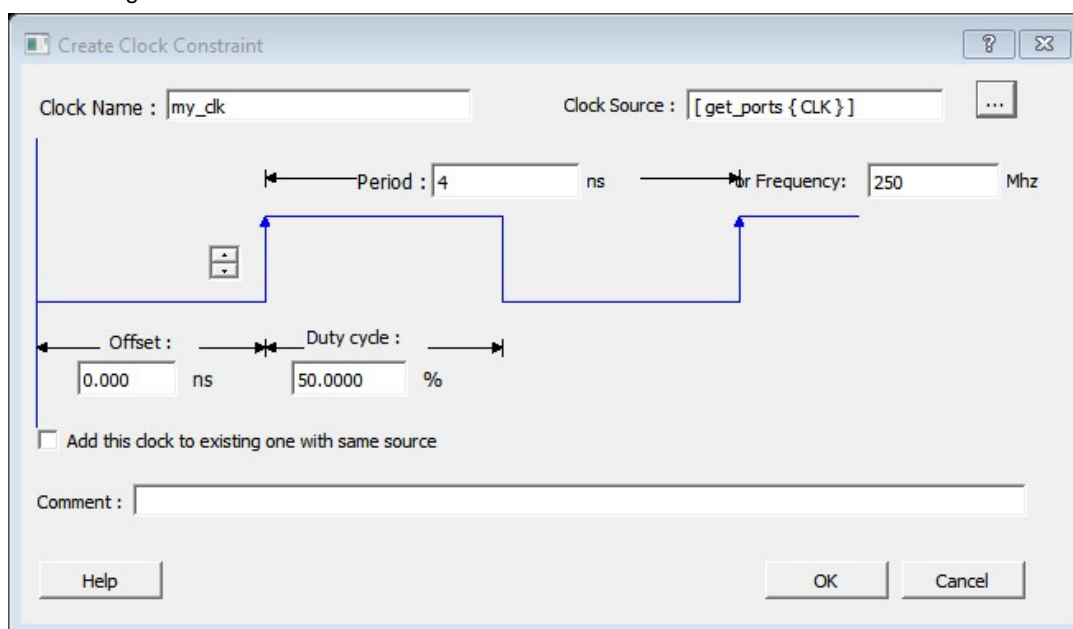 Create Clock Constraint
Clock Name : my_clk Clock Source : [ get_ports { CLK } ] ...
Period : 4 ns or Frequency: 250 Mhz
Offset : Duty cycle :
0.000 ns 50.0000 %
Add this clock to existing one with same source
Comment :
Help OK Cancel